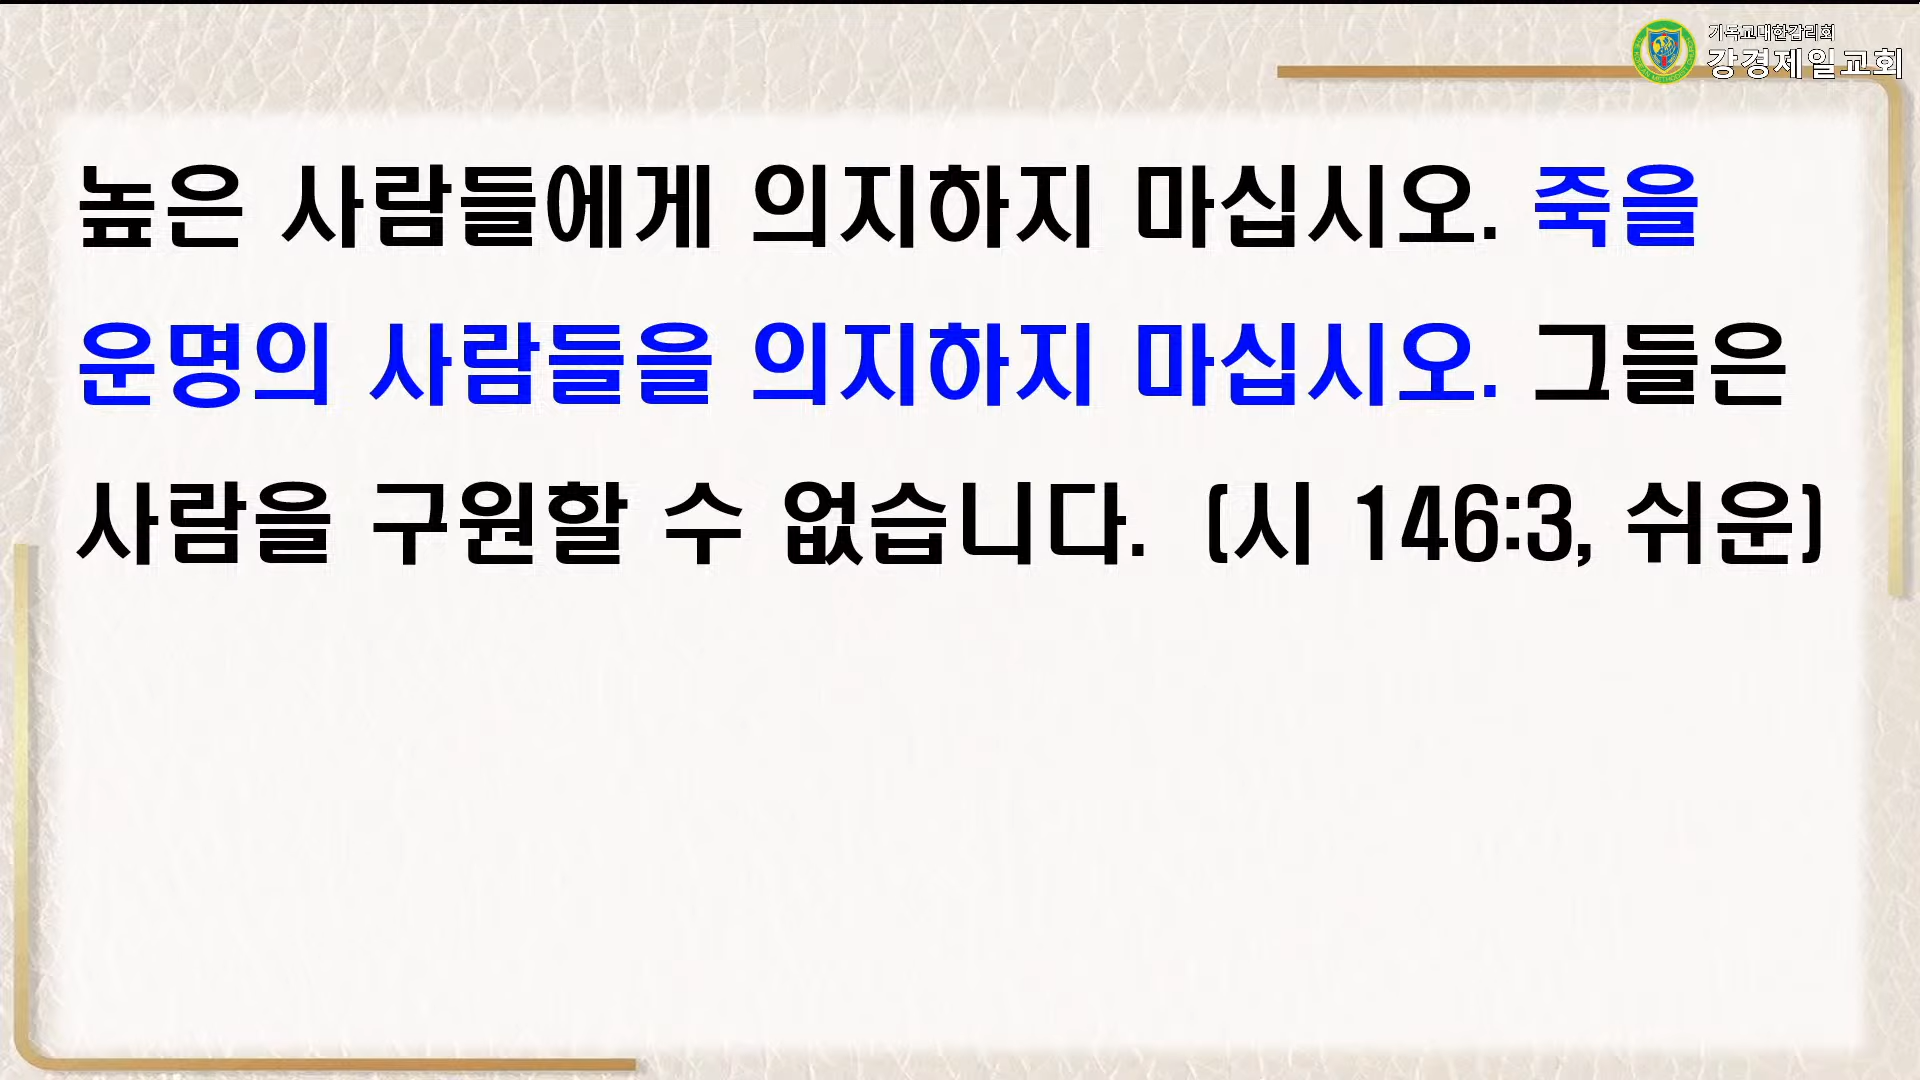 기독교대한감리회
강경제일교회
높은 사람들에게 의지하지 마십시오. 죽을
운명의 사람들을 의지하지 마십시오. 그들은
사람을 구원할 수 없습니다. (시 146:3, 쉬운)